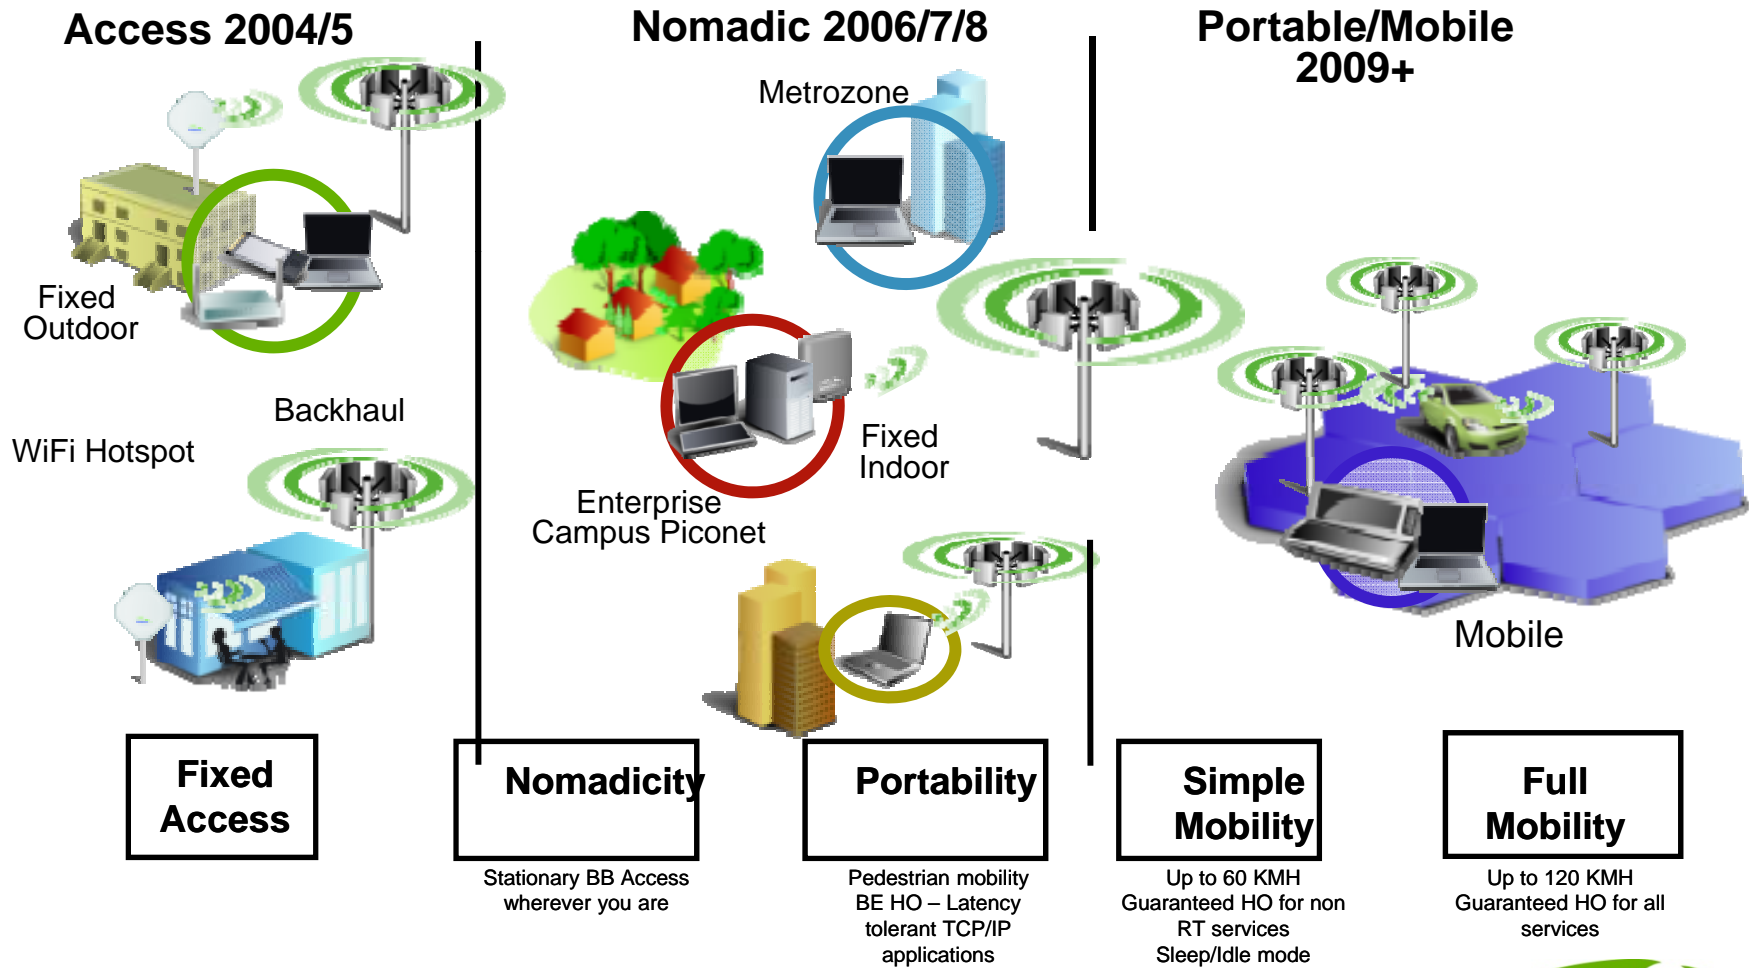 Access 2004/5
Nomadic 2006/7/8
Portable/Mobile
2009+
Metrozone
Fixed
Outdoor
Backhaul
WiFi Hotspot
Fixed
Indoor
Enterprise
Campus Piconet
Mobile
Fixed
Access
Nomadicity
Stationary BB Access
wherever you are
Portability
Pedestrian mobility
BE HO – Latency
tolerant TCP/IP
applications
Simple
Mobility
Up to 60 KMH
Guaranteed HO for non
RT services
Sleep/Idle mode
Full
Mobility
Up to 120 KMH
Guaranteed HO for all
services